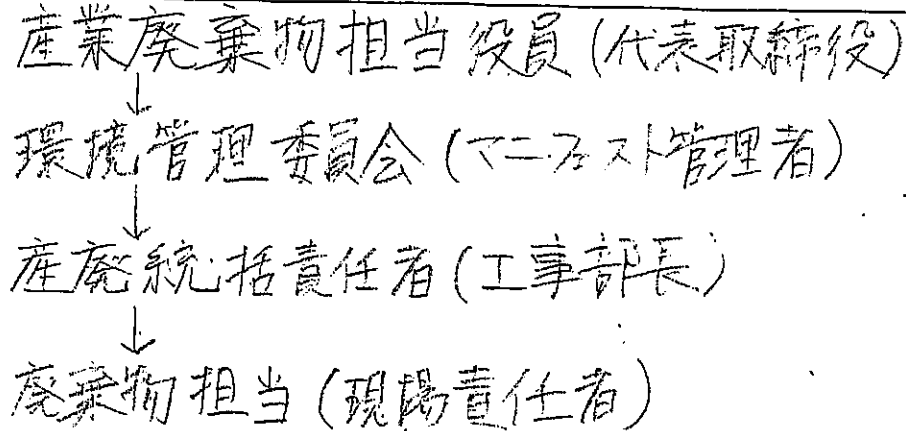 産業廃棄物担当役員(代表取締役)
↓
環境管理委員会(マニフェスト管理者)
↓
産廃統括責任者(工事部長)
↓
廃棄物担当(現場責任者)